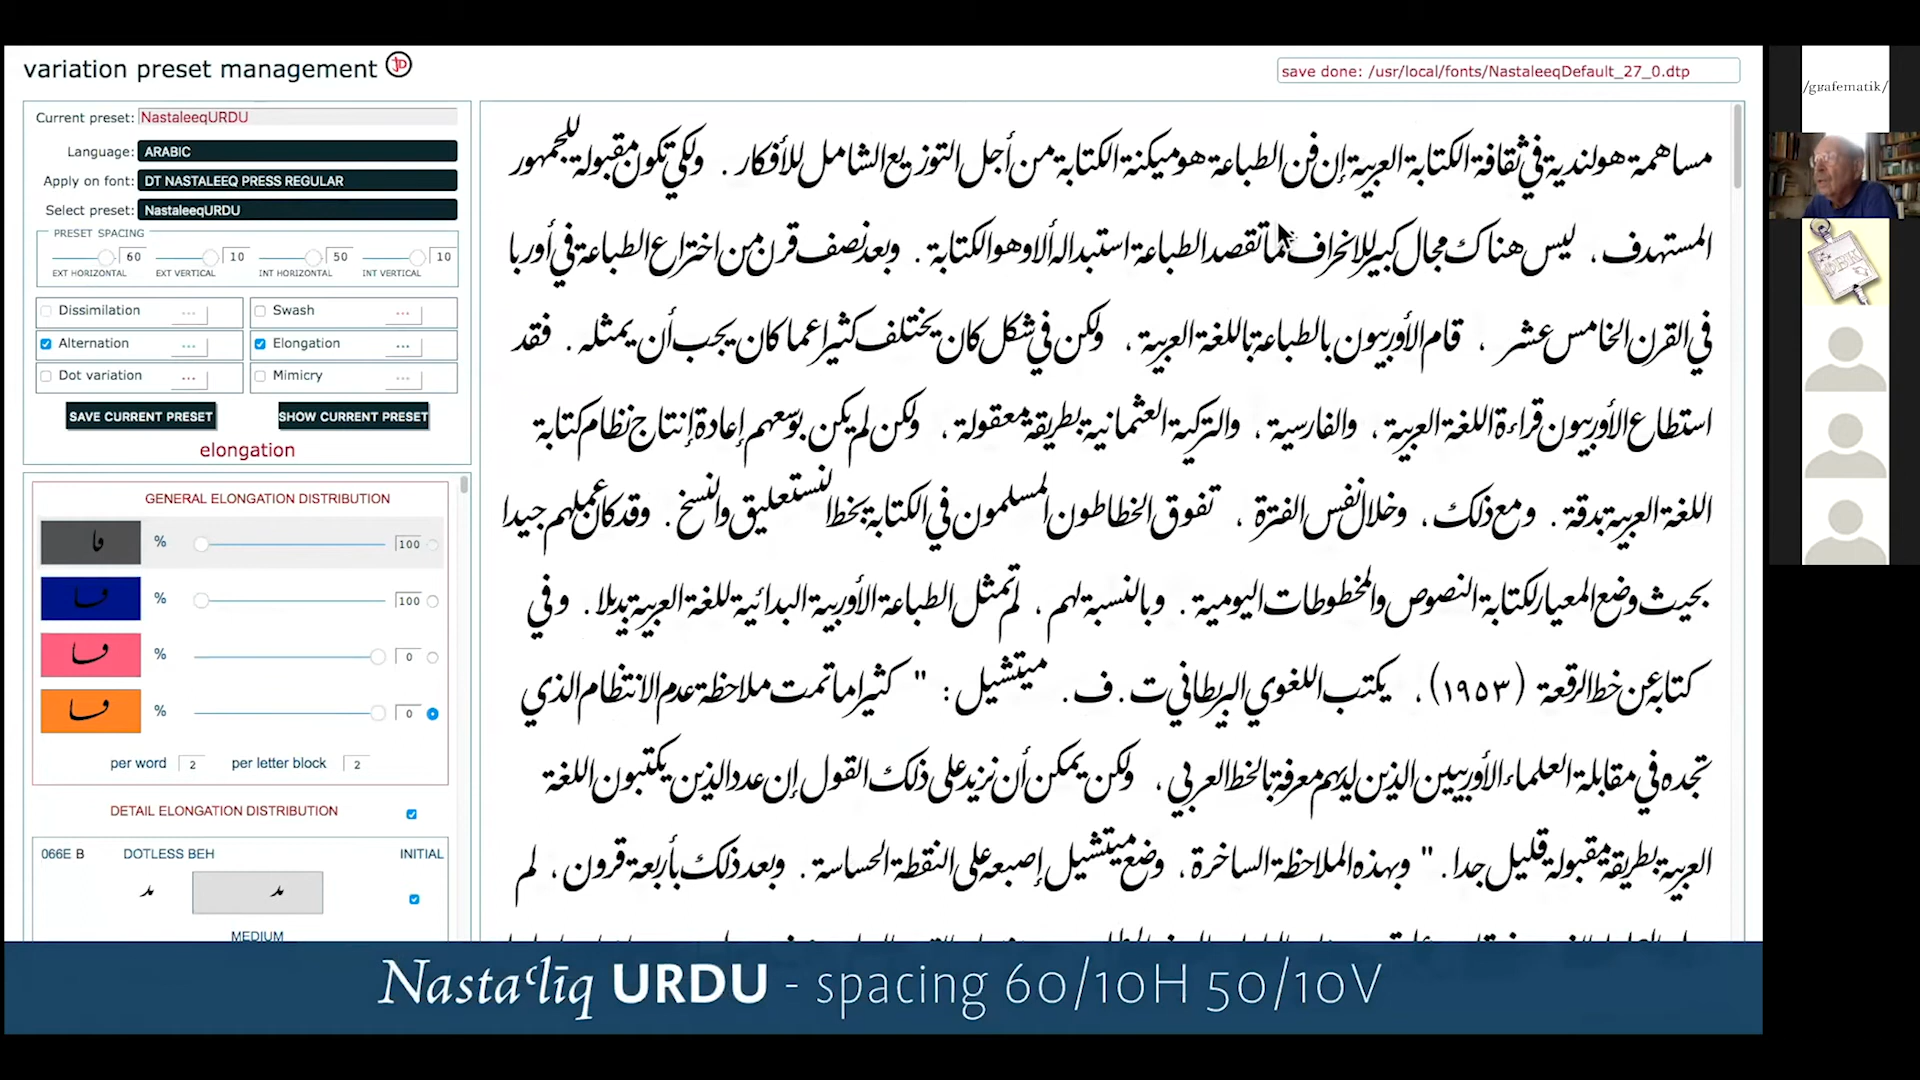 variation preset management
save done: /usr/local/fonts/NastaleeqDefault_27_0.dtp
Current preset: NastaleeqURDU
Language: ARABIC
Apply on font: DT NASTALEEQ PRESS REGULAR
Select preset: NastaleeqURDU
PRESET SPACING
60 10 50 10
EXT HORIZONTAL EXT VERTICAL INT HORIZONTAL INT VERTICAL
Dissimilation ... Swash ...
Alternation ... Elongation ...
Dot variation ... Mimicry ...
SAVE CURRENT PRESET SHOW CURRENT PRESET
elongation
GENERAL ELONGATION DISTRIBUTION
فا % 100
فا % 100
فا % 0
فا % 0
per word 2 per letter block 2
DETAIL ELONGATION DISTRIBUTION
066E B DOTLESS BEH INITIAL
MEDIUM
مساهمة هولندية في ثقافة الكتابة العربية إن فن الطباعة هو ميكنة الكتابة من أجل التوزيع الشامل للأفكار . ولكي تكون مقبولة للجمهور
المستهدف ، ليس هناك مجال كبير للانحراف عما تقصد الطباعة استبداله ألا وهو الكتابة . وبعد نصف قرن من اختراع الطباعة في أوربا
في القرن الخامس عشر ، قام الأوربيون بالطباعة باللغة العربية ، ولكن في شكل كان يختلف كثيرا عما كان يجب أن يمثله . فقد
استطاع الأوربيون قراءة اللغة العربية ، والفارسية ، والتركية العثمانية بطريقة معقولة ، ولكن لم يكن بوسعهم إعادة إنتاج نظام كتابة
اللغة العربية بدقة . ومع ذلك ، وخلال نفس الفترة ، تفوق الخطاطون المسلمون في الكتابة بخط النستعليق والنسخ . وقد كان عملهم جيدا
بحيث وضع المعيار لكتابة النصوص والمخطوطات اليومية . وبالنسبة لهم ، لم تمثل الطباعة الأوربية البدائية للغة العربية بديلا . وفي
كتابه عن خط الرقعة (١٩٥٣) ، يكتب اللغوي البريطاني ت . ف . ميتشيل : " كثيرا ما تمت ملاحظة عدم الانتظام الذي
تجده في مقابلة العلماء الأوربيين الذين لديهم معرفة بالخط العربي ، ولكن يمكن أن نزيد على ذلك القول إن عدد الذين يكتبون اللغة
العربية بطريقة مقبولة قليل جدا . " وبهذه الملاحظة الساخرة ، وضع ميتشيل إصبعه على النقطة الحساسة . وبعد ذلك بأربعة قرون ، لم
Nastaʿlīq URDU - spacing 60/10H 50/10V
/gʁafematik/